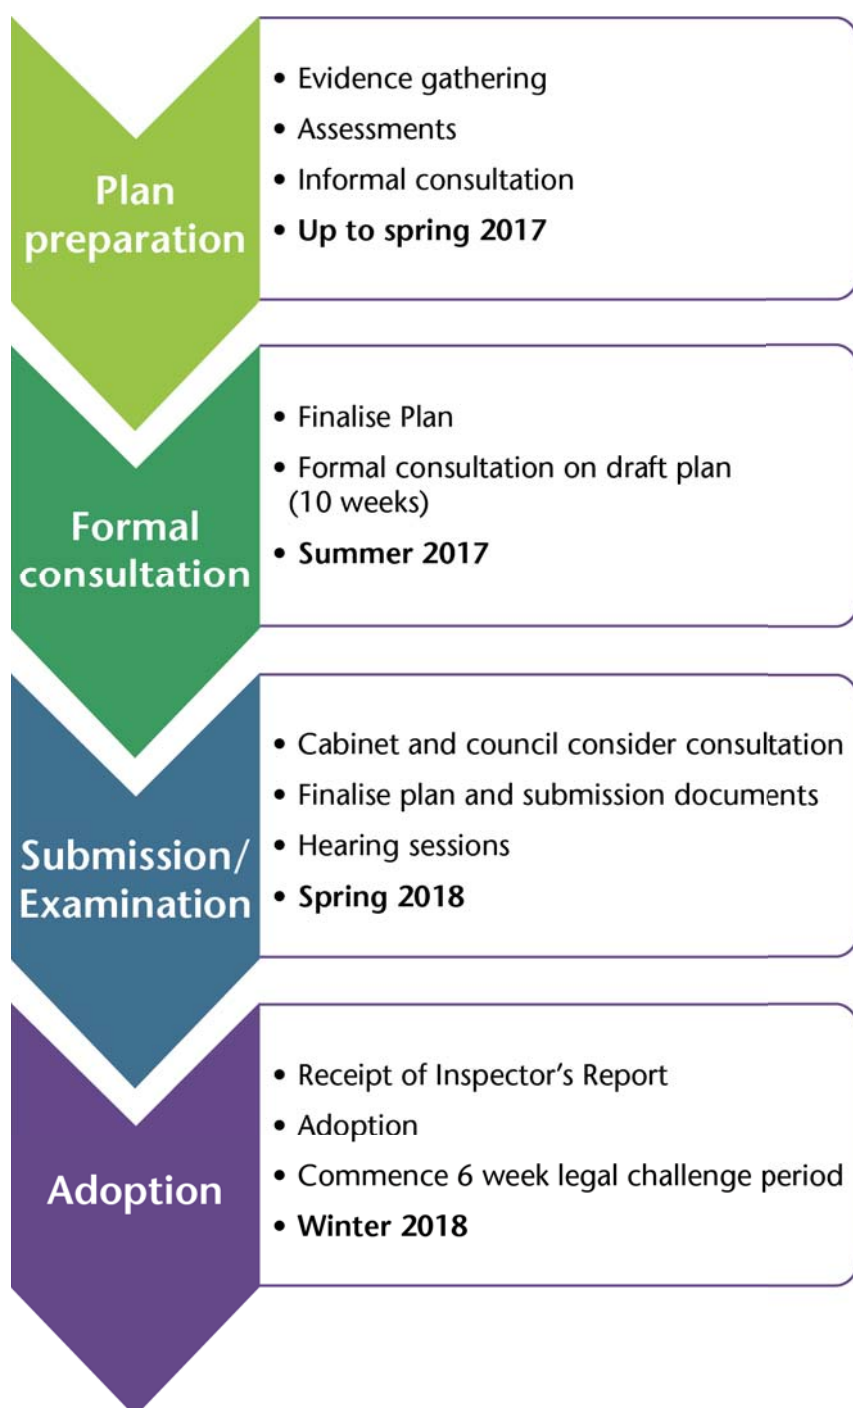 Plan
preparation
• Evidence gathering
• Assessments
• Informal consultation
• Up to spring 2017
Formal
consultation
• Finalise Plan
• Formal consultation on draft plan
(10 weeks)
• Summer 2017
Submission/
Examination
• Cabinet and council consider consultation
• Finalise plan and submission documents
• Hearing sessions
• Spring 2018
Adoption
• Receipt of Inspector’s Report
• Adoption
• Commence 6 week legal challenge period
• Winter 2018